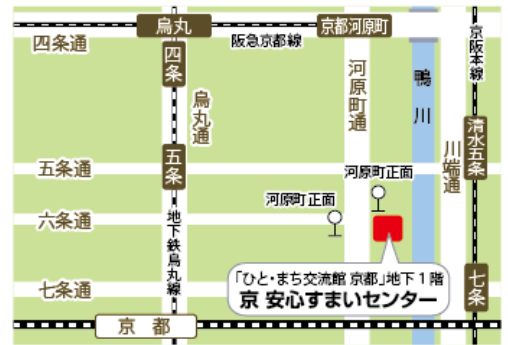 烏丸
京都河原町
四条通
阪急京都線
四条
京阪本線
河原町通
鴨川
烏丸通
清水五条
五条
川端通
五条通
河原町正面
河原町正面
六条通
地下鉄烏丸線
「ひと・まち交流館 京都」地下1階
京 安心すまいセンター
七条
七条通
京都